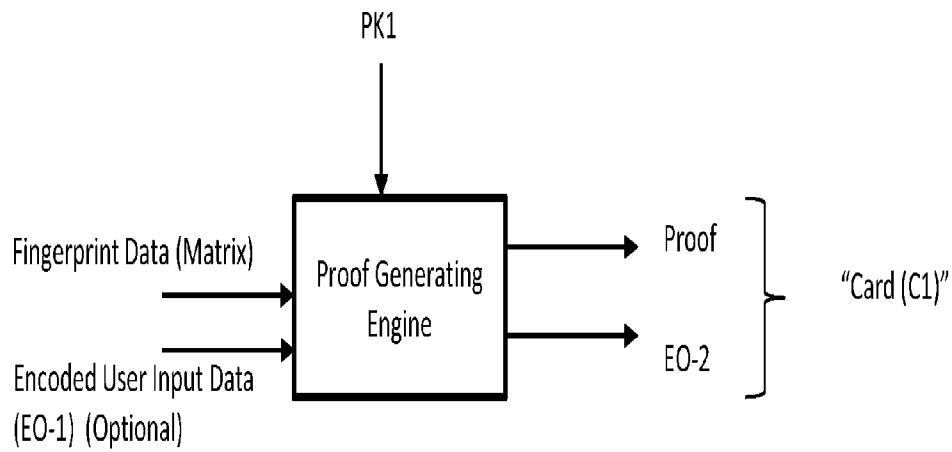 PK1
Fingerprint Data (Matrix)
Encoded User Input Data
(EO-1) (Optional)
Proof Generating
Engine
Proof
EO-2
“Card (C1)”